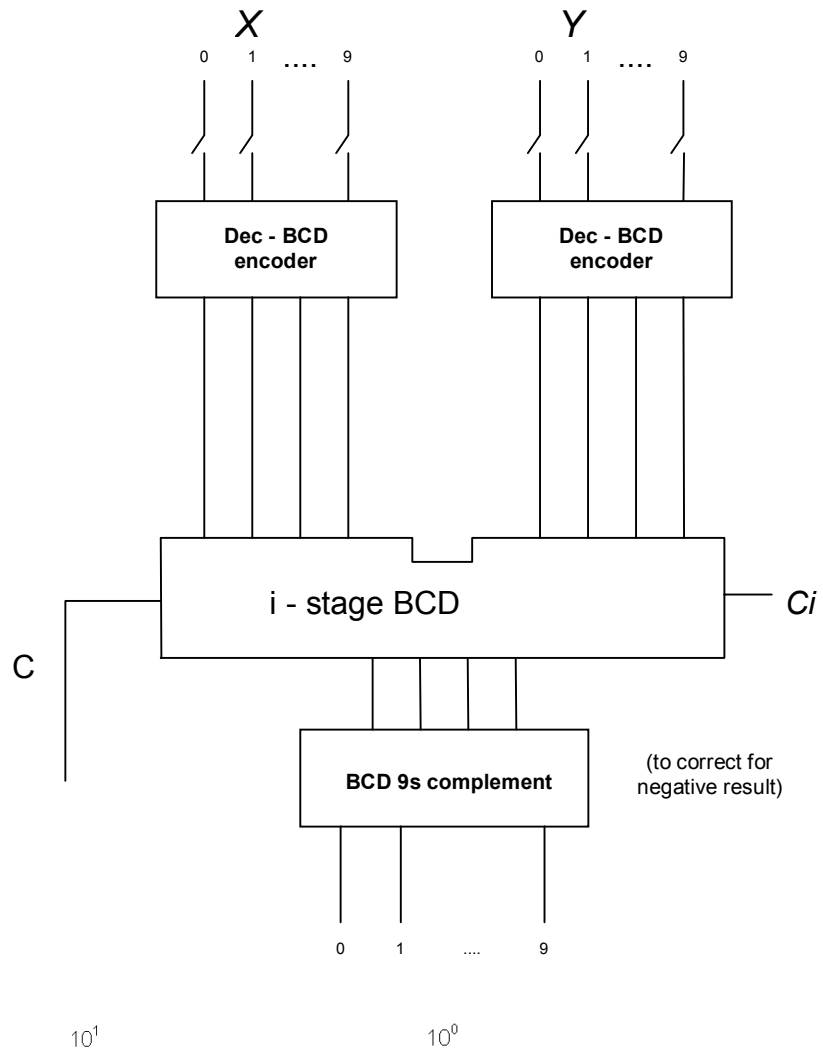 X Y
0 1 .... 9 0 1 .... 9
Dec - BCD
encoder
Dec - BCD
encoder
i - stage BCD
Ci
C
BCD 9s complement
(to correct for
negative result)
0 1 .... 9
10¹ 10⁰